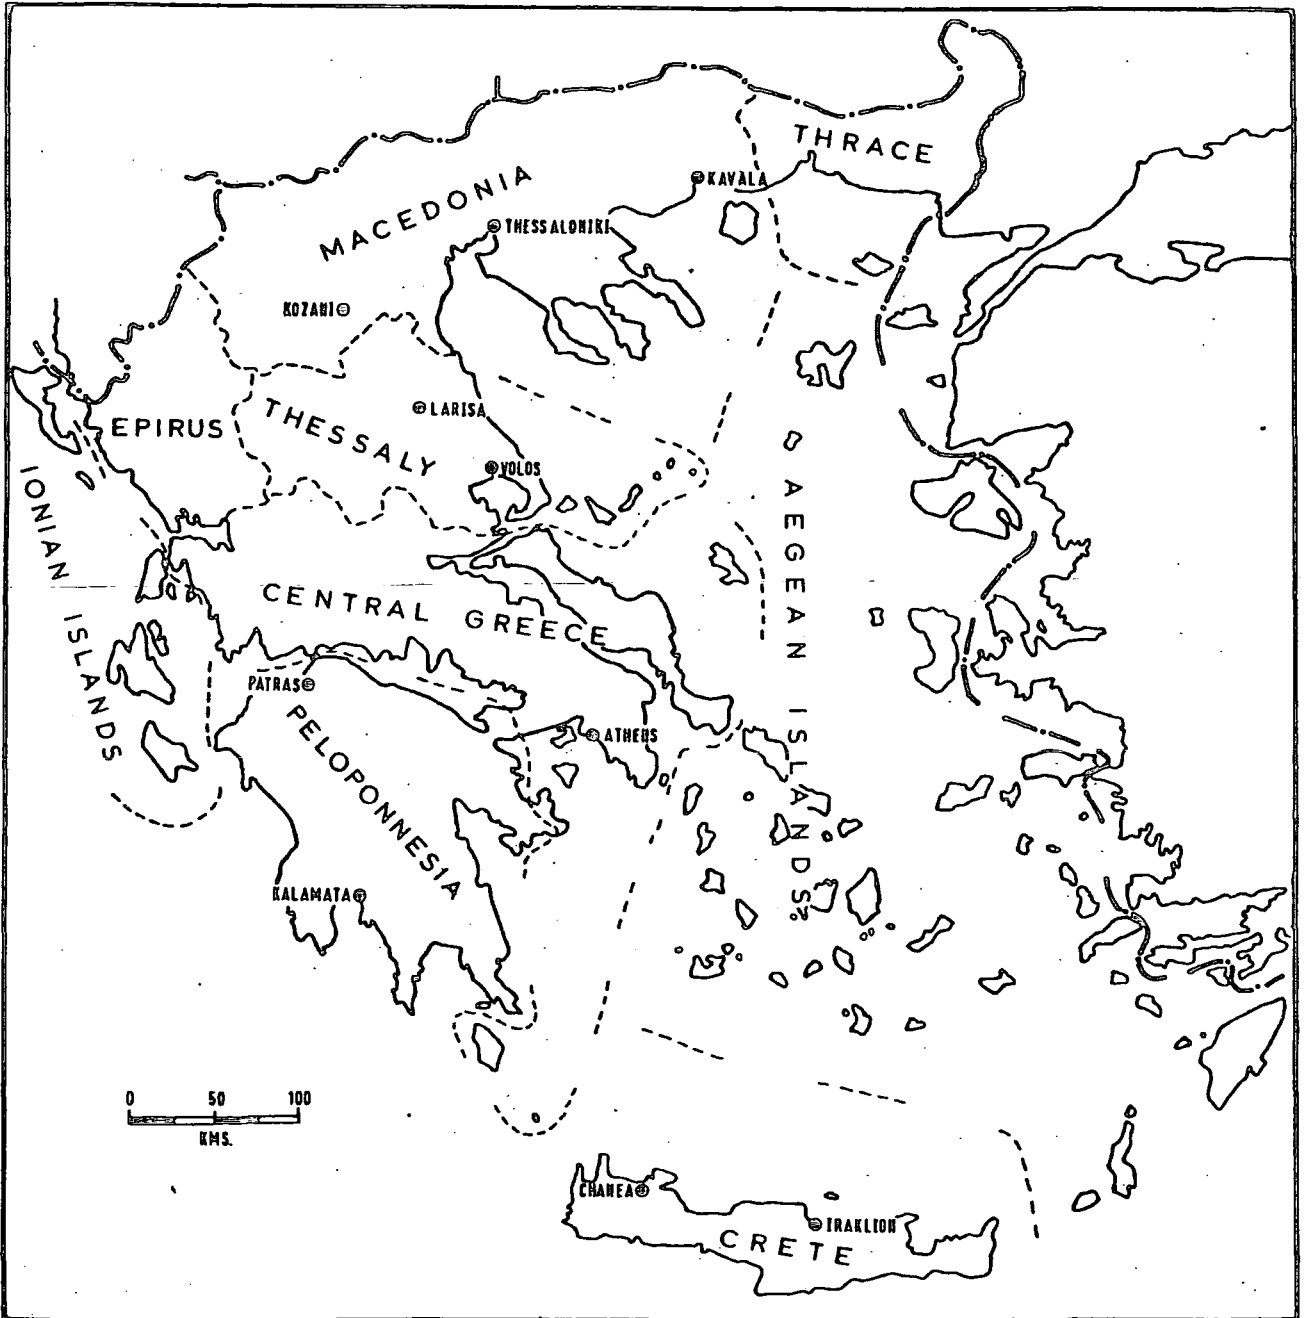 THRACE
KAVALA
MACEDONIA
THESSALONIKI
KOZANI
LARISA
EPIRUS
THESSALY
VOLOS
IONIAN ISLANDS
AEGEAN ISLANDS
CENTRAL GREECE
PATRAS
ATHENS
PELOPONNESIA
KALAMATA
0 50 100
KMS.
CHANEA
IRAKLION
CRETE